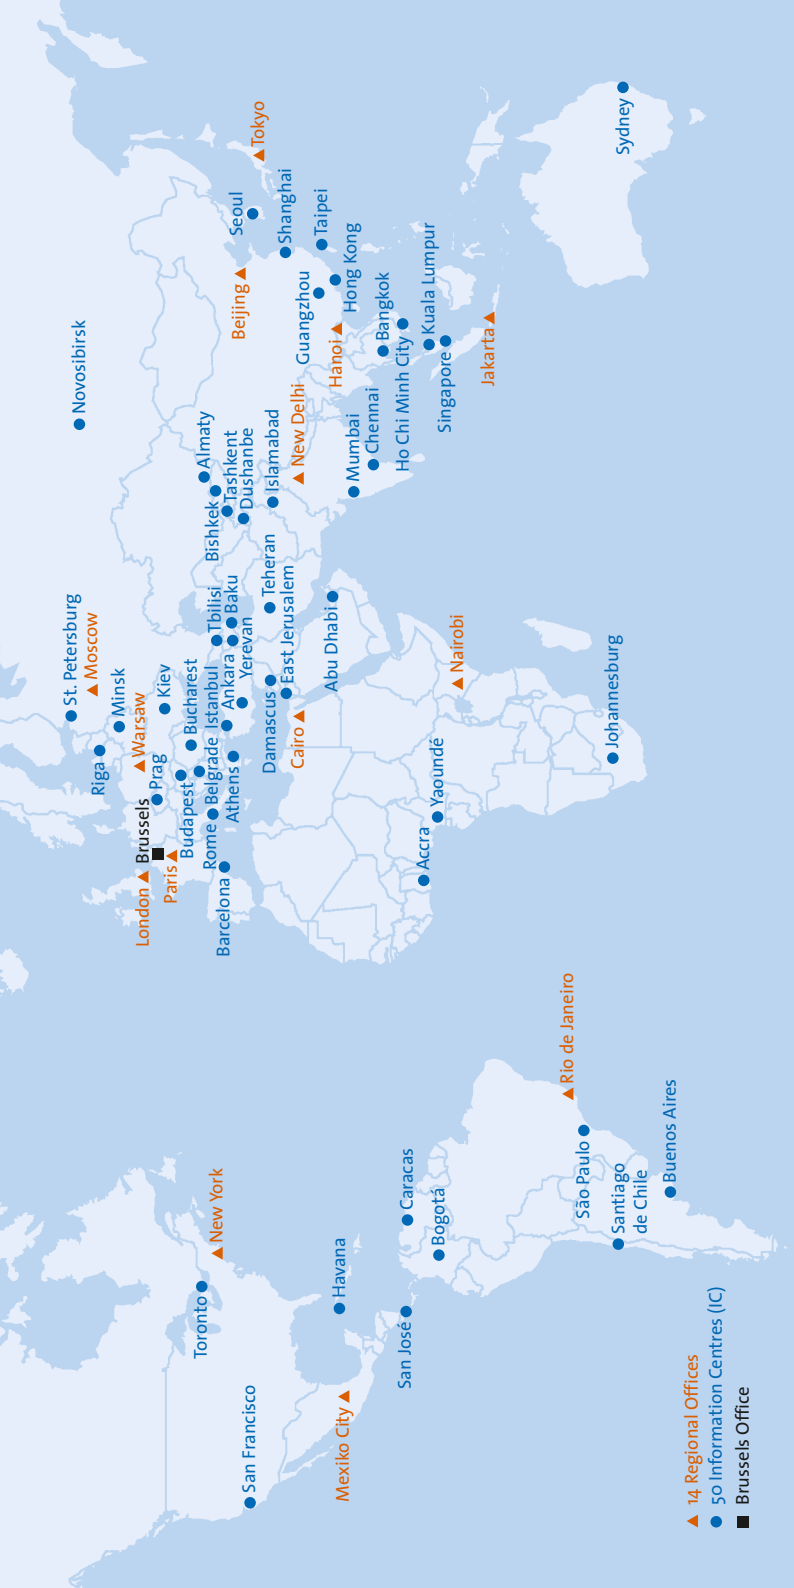 St. Petersburg
Moscow
Novosibirsk
Riga
Minsk
London
Brussels
Warsaw
Paris
Prag
Kiev
Budapest
Bucharest
Belgrade
Istanbul
Tbilisi
Rome
Barcelona
Athens
Ankara
Yerevan
Baku
Almaty
Bishkek
Tashkent
Dushanbe
Islamabad
New Delhi
Teheran
East Jerusalem
Damascus
Cairo
Abu Dhabi
Mumbai
Chennai
Beijing
Seoul
Tokyo
Shanghai
Taipei
Guangzhou
Hong Kong
Hanoi
Bangkok
Ho Chi Minh City
Kuala Lumpur
Singapore
Jakarta
Sydney
Toronto
New York
San Francisco
Mexiko City
Havana
San José
Caracas
Bogotá
Accra
Yaoundé
Nairobi
Johannesburg
Rio de Janeiro
São Paulo
Santiago
de Chile
Buenos Aires
14 Regional Offices
50 Information Centres (IC)
Brussels Office